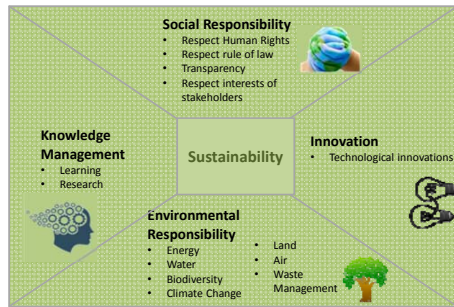 Social Responsibility
• Respect Human Rights
• Respect rule of law
• Transparency
• Respect interests of
stakeholders
Knowledge
Management
• Learning
• Research
Sustainability
Innovation
• Technological innovations
Environmental
Responsibility
• Energy
• Water
• Biodiversity
• Climate Change
• Land
• Air
• Waste
Management